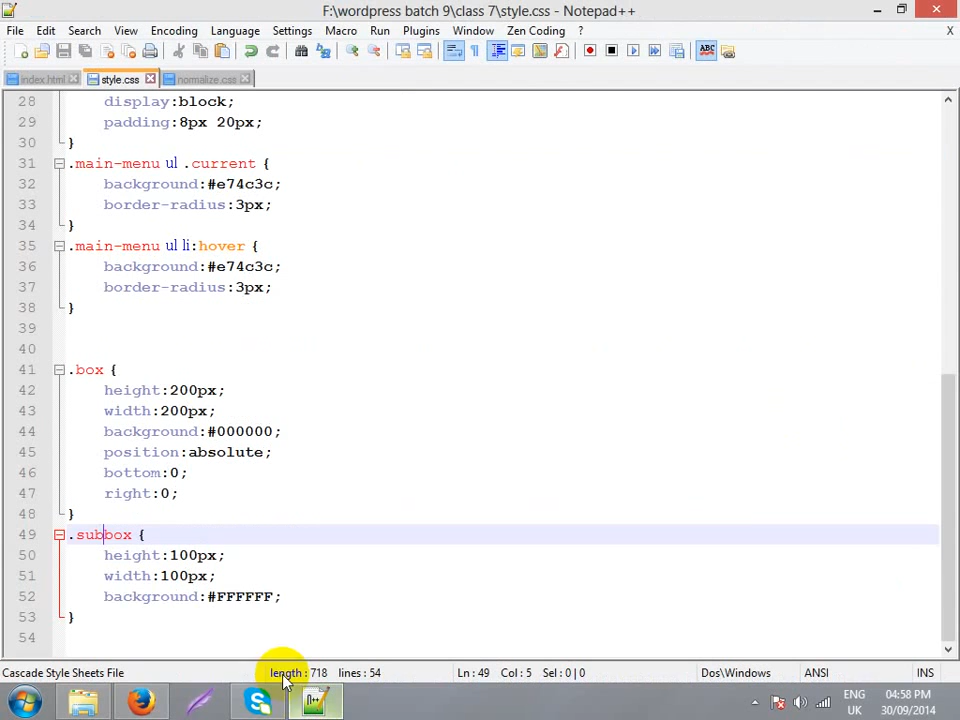 F:\wordpress batch 9\class 7\style.css - Notepad++
File Edit Search View Encoding Language Settings Macro Run Plugins Window Zen Coding ? X
index.html style.css normalize.css
28 display:block;
29 padding:8px 20px;
30 }
31 .main-menu ul .current {
32 background:#e74c3c;
33 border-radius:3px;
34 }
35 .main-menu ul li:hover {
36 background:#e74c3c;
37 border-radius:3px;
38 }
39
40
41 .box {
42 height:200px;
43 width:200px;
44 background:#000000;
45 position:absolute;
46 bottom:0;
47 right:0;
48 }
49 .subbox {
50 height:100px;
51 width:100px;
52 background:#FFFFFF;
53 }
54
Cascade Style Sheets File length : 718 lines : 54 Ln : 49 Col : 5 Sel : 0 | 0 Dos\Windows ANSI INS
ENG 04:58 PM
UK 30/09/2014